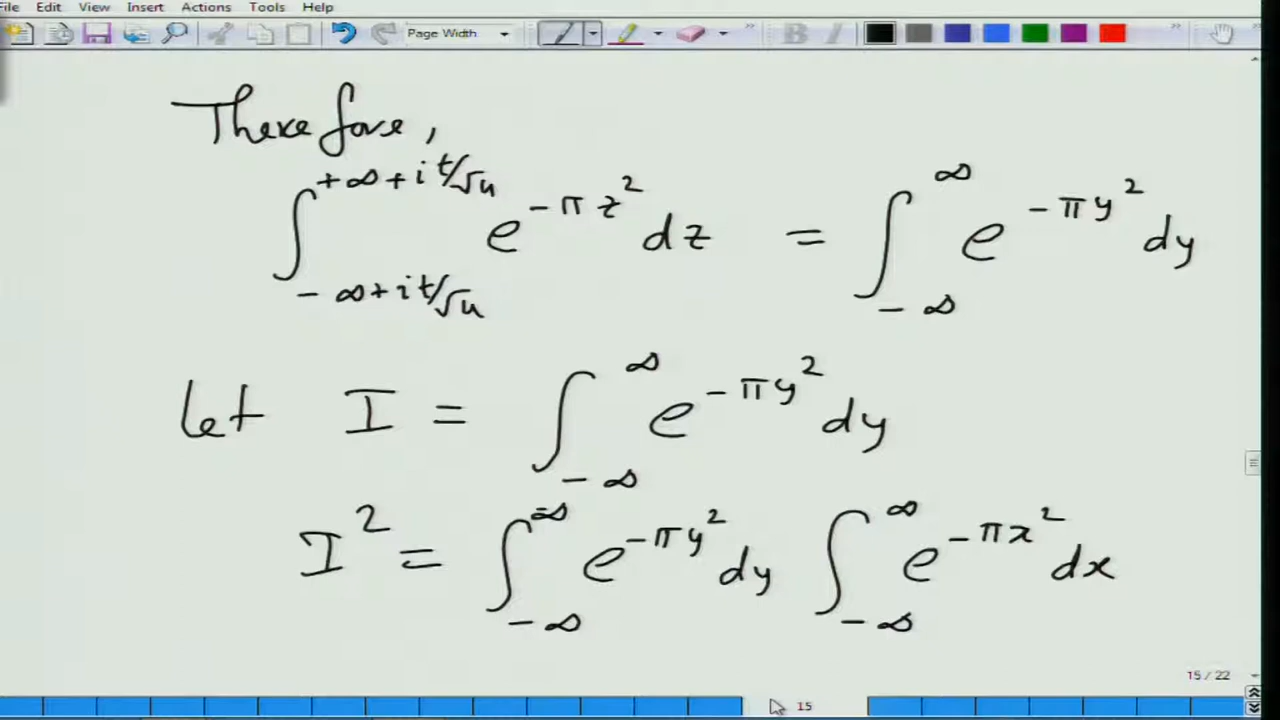 File Edit View Insert Actions Tools Help
Page Width
Therefore,
∫_{-∞+it/√u}^{+∞+it/√u} e^{-πz²} dz = ∫_{-∞}^{∞} e^{-πy²} dy
Let I = ∫_{-∞}^{∞} e^{-πy²} dy
I² = ∫_{-∞}^{∞} e^{-πy²} dy ∫_{-∞}^{∞} e^{-πx²} dx
15 / 22
15